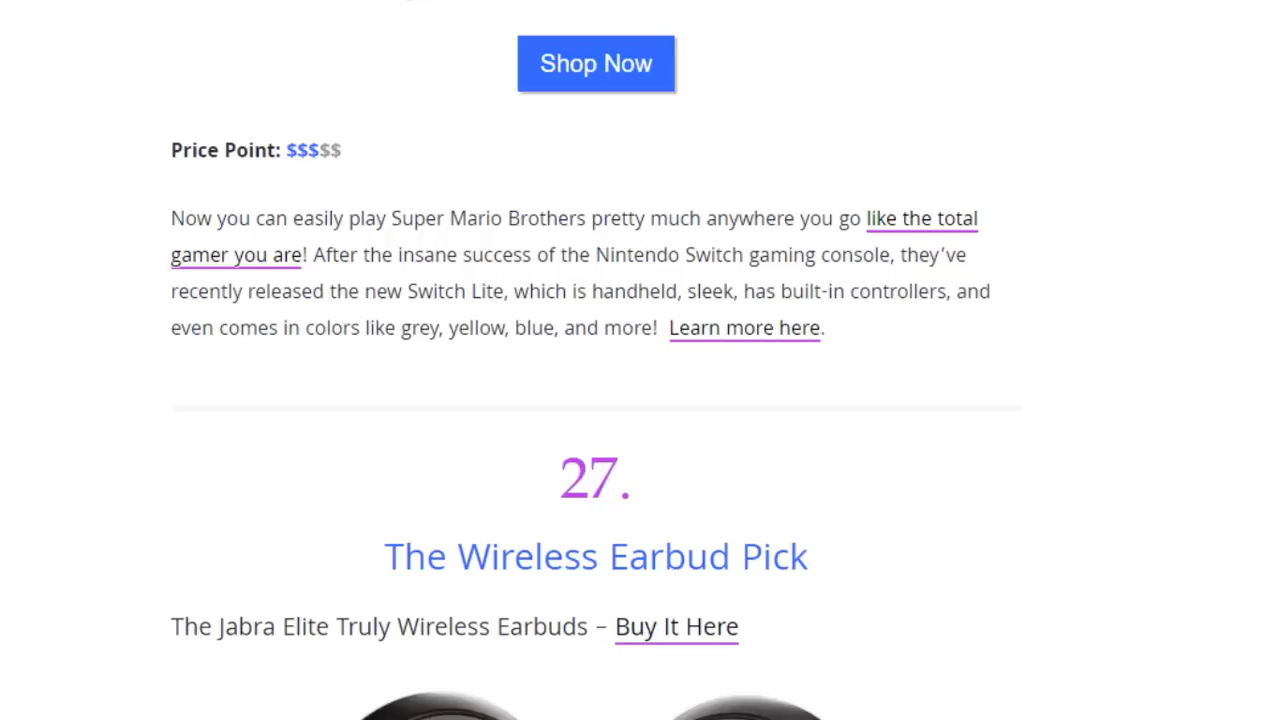 Shop Now
Price Point: $$$$$
Now you can easily play Super Mario Brothers pretty much anywhere you go like the total
gamer you are! After the insane success of the Nintendo Switch gaming console, they’ve
recently released the new Switch Lite, which is handheld, sleek, has built-in controllers, and
even comes in colors like grey, yellow, blue, and more! Learn more here.
27.
The Wireless Earbud Pick
The Jabra Elite Truly Wireless Earbuds – Buy It Here